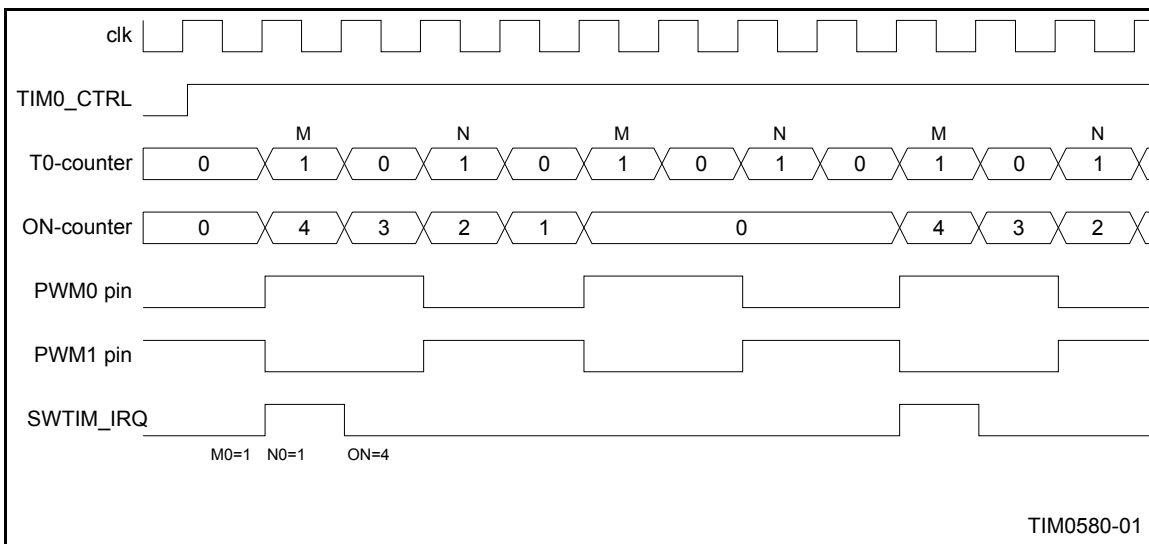 clk
TIM0_CTRL
M N M N M N
T0-counter 0 1 0 1 0 1 0 1 0 1 0 1
ON-counter 0 4 3 2 1 0 4 3 2
PWM0 pin
PWM1 pin
SWTIM_IRQ
M0=1 N0=1 ON=4
TIM0580-01